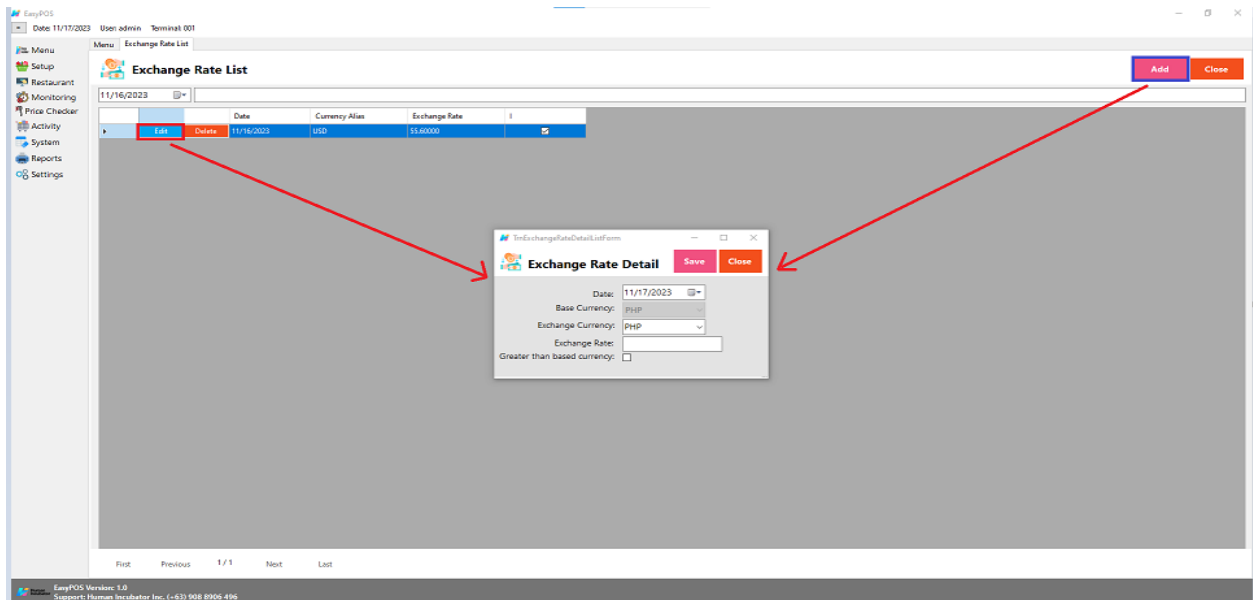 EasyPOS
Date: 11/17/2023 User: admin Terminal: 001
Menu
Setup
Restaurant
Monitoring
Price Checker
Activity
System
Reports
Settings
Menu Exchange Rate List
Exchange Rate List
Add Close
11/16/2023
Date Currency Alias Exchange Rate I
Edit Delete 11/16/2023 USD 55.60000
TrnExchangeRateDetailListForm
Exchange Rate Detail Save Close
Date: 11/17/2023
Base Currency: PHP
Exchange Currency: PHP
Exchange Rate:
Greater than based currency:
First Previous 1 / 1 Next Last
EasyPOS Version: 1.0
Support: Human Incubator Inc. (+63) 908 8906 496